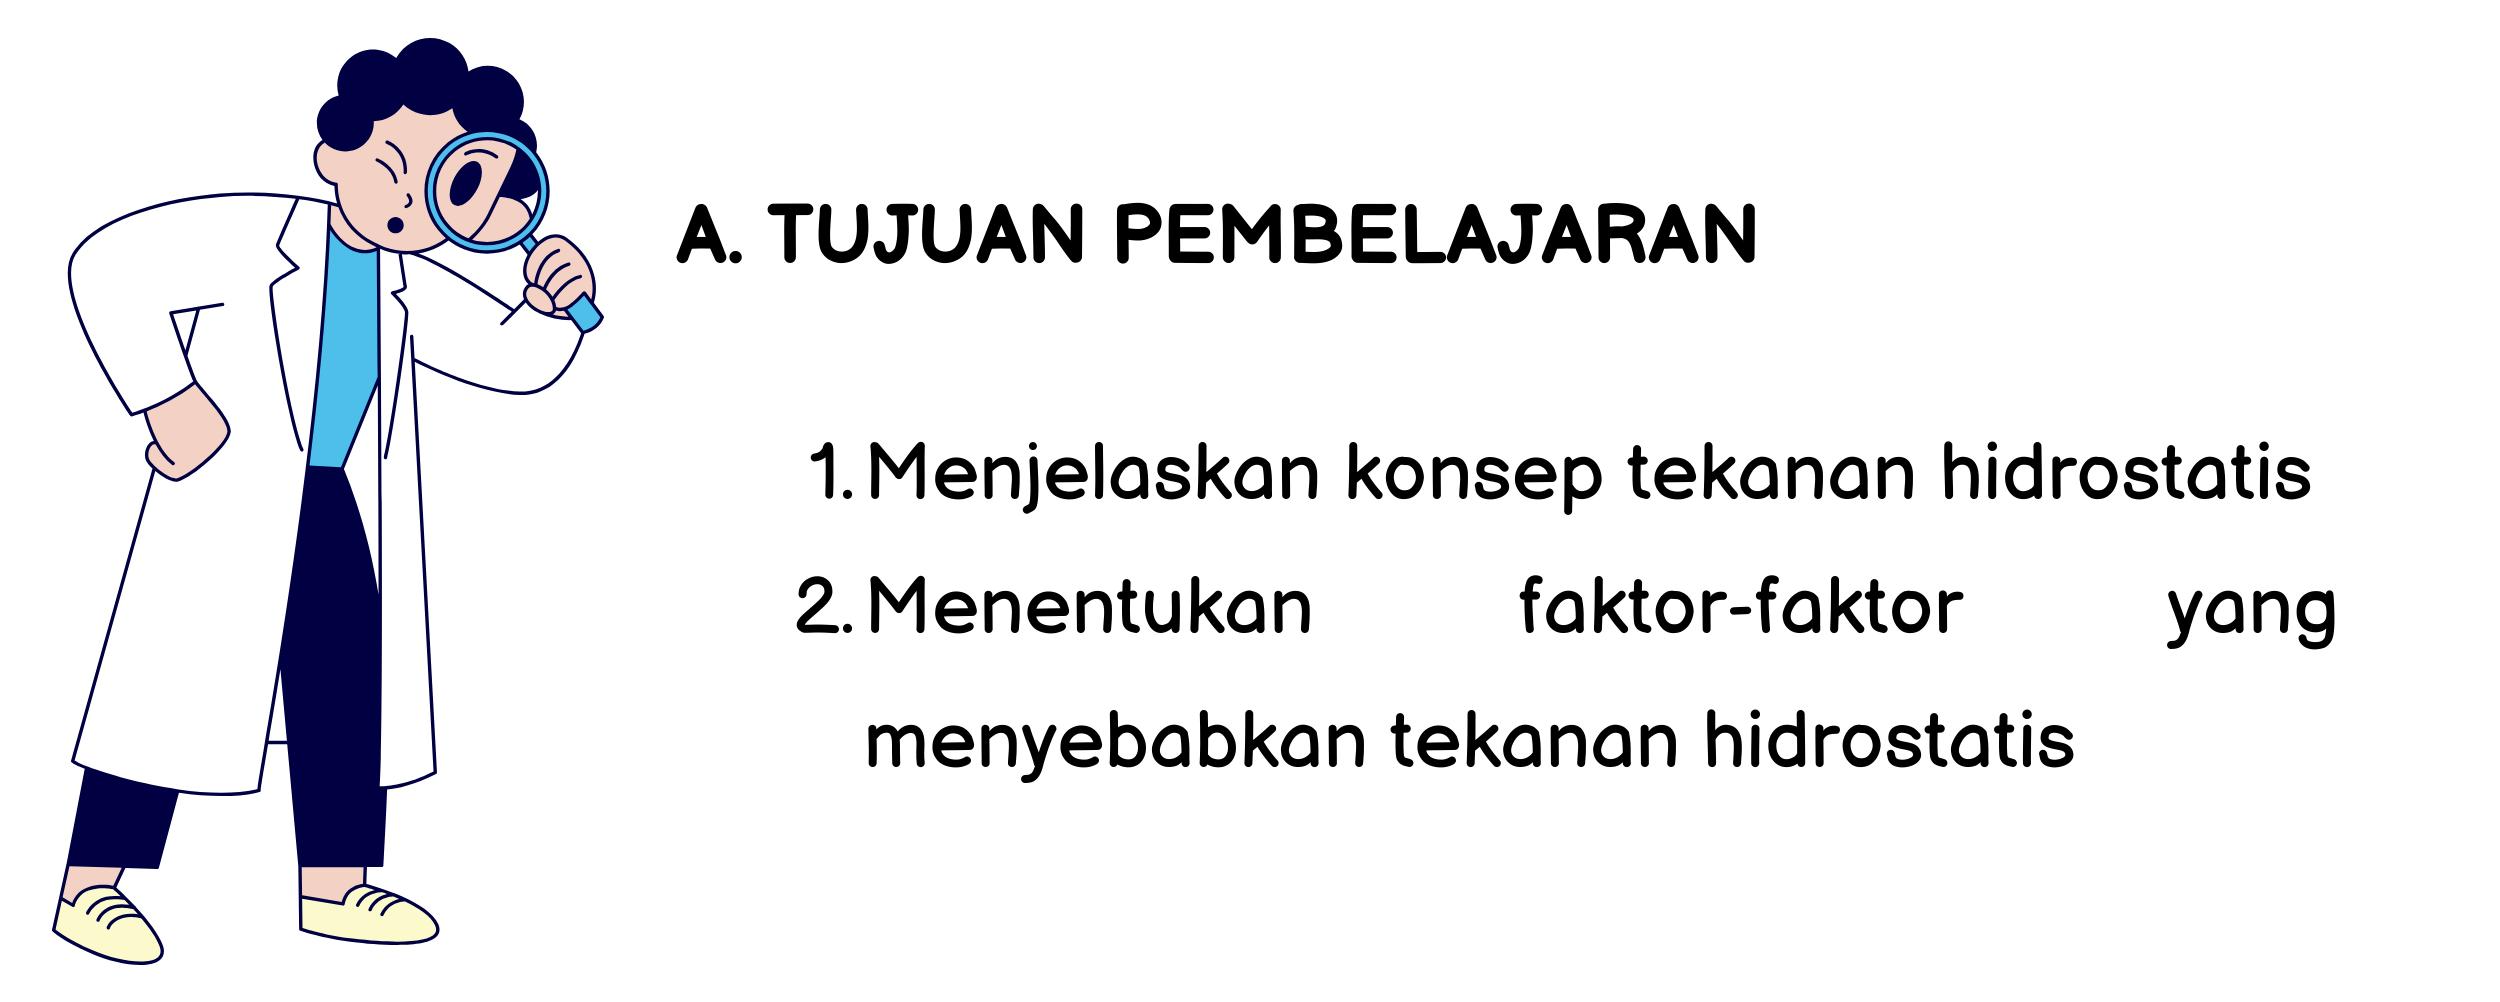 A. TUJUAN PEMBELAJARAN
1. Menjelaskan konsep tekanan hidrostatis
2. Menentukan faktor-faktor yang
menyebabkan tekanan hidrostatis